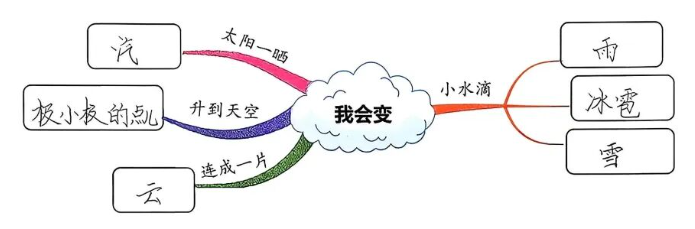 太阳一晒
汽
升到天空
极小极的点儿
连成一片
云
我会变
小水滴
雨
冰雹
雪